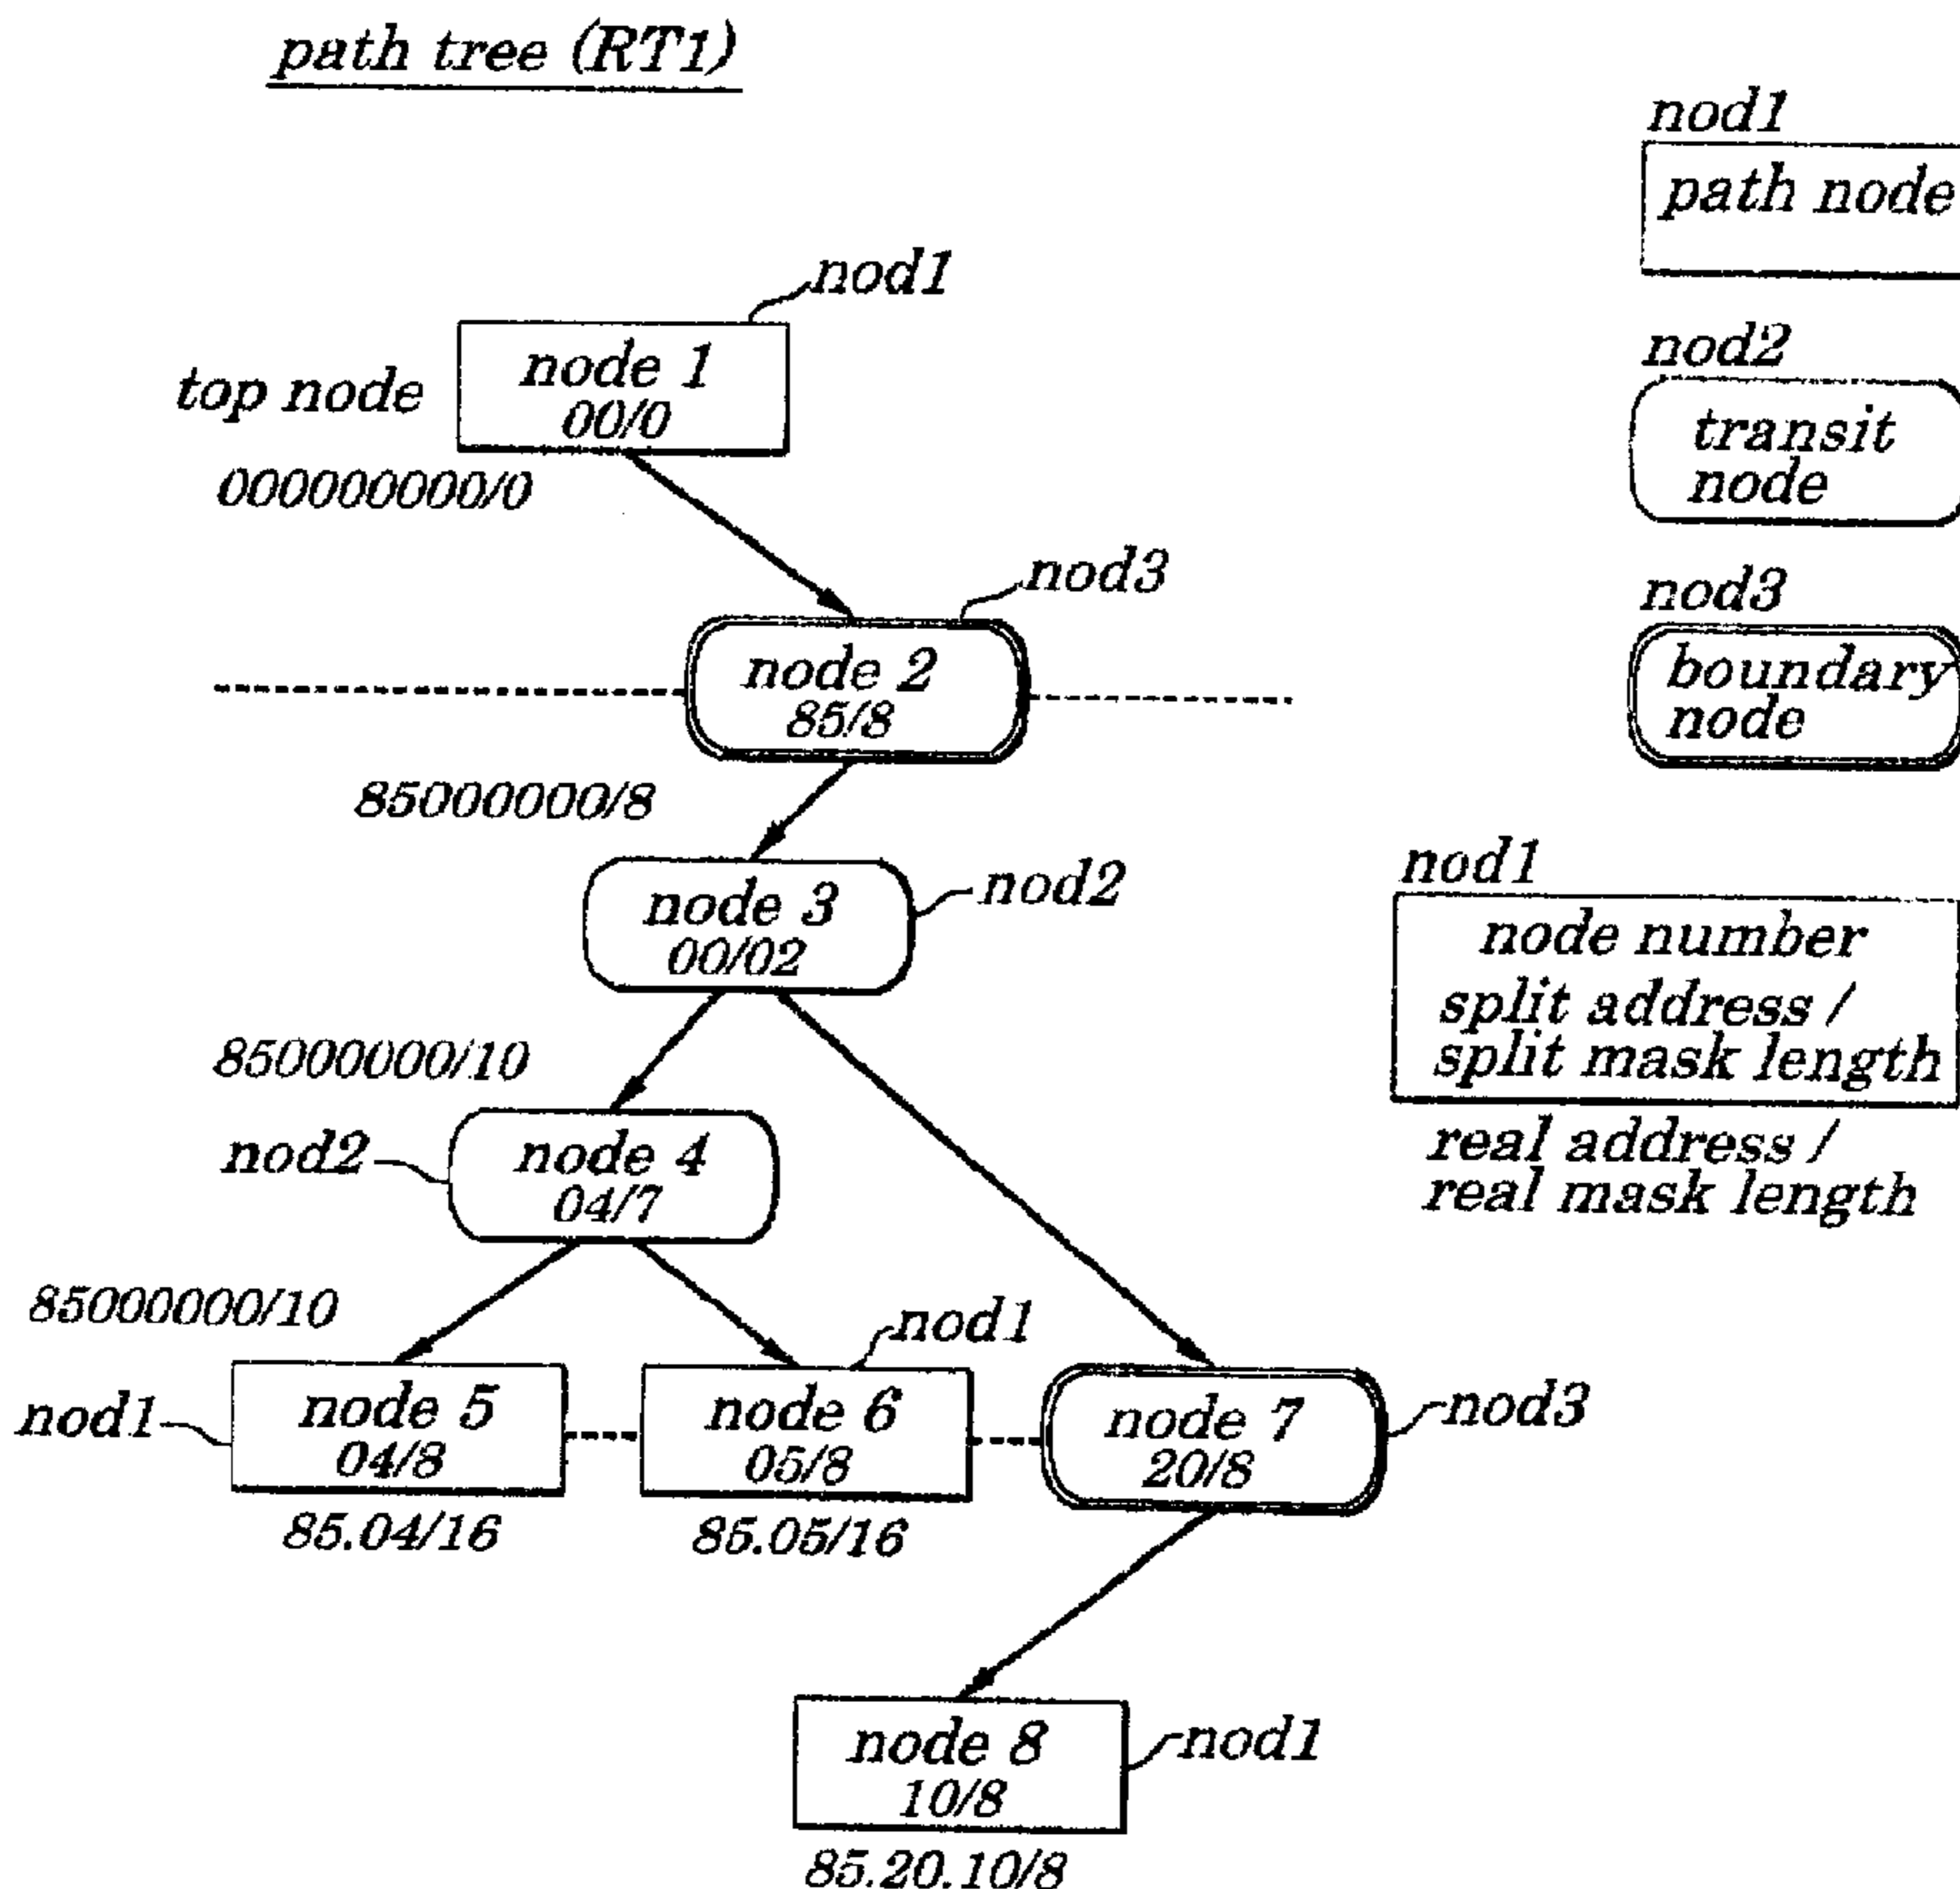 path tree (RT1)
nod1
path node
nod1
nod2
top node
node 1
00/0
transit
node
000000000/0
nod3
nod3
boundary
node
node 2
85/8
85000000/8
nod2
nod1
node 3
00/02
node number
split address /
split mask length
85000000/10
real address /
real mask length
nod2
node 4
04/7
85000000/10
nod1
nod1
node 5
04/8
node 6
05/8
node 7
20/8
nod3
85.04/16
85.05/16
node 8
10/8
nod1
85.20.10/8